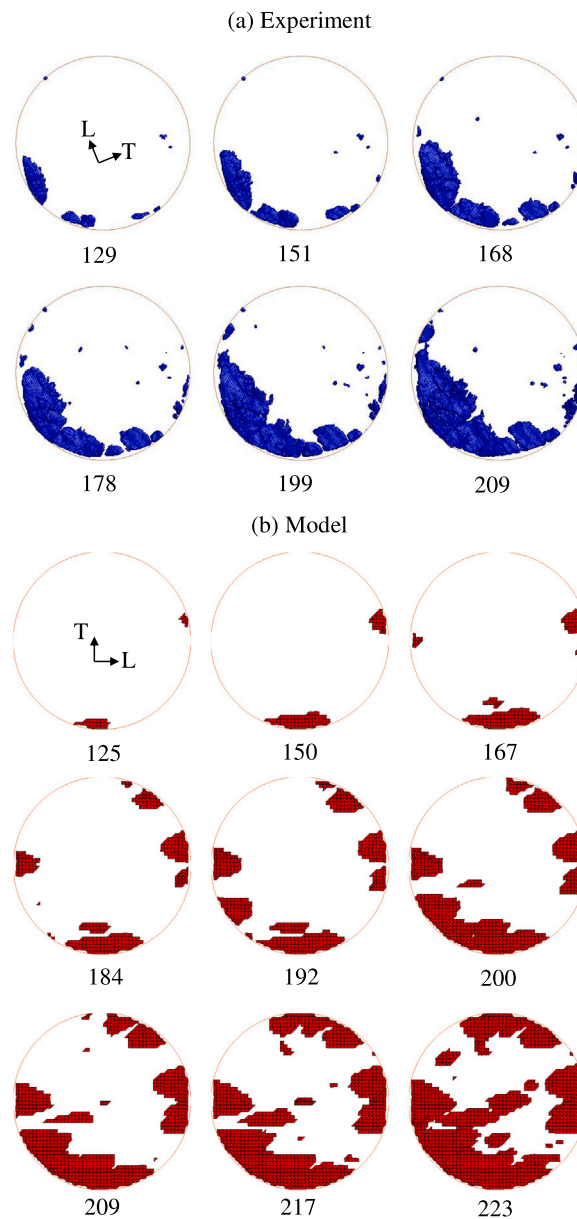 (a) Experiment
L
T
129 151 168
178 199 209
(b) Model
T
L
125 150 167
184 192 200
209 217 223